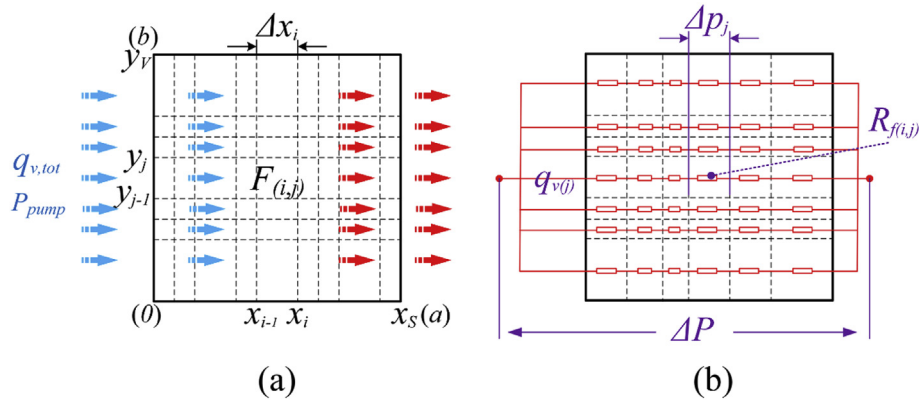 (b)
Δx_i
y_V
q_{v,tot}
P_{pump}
y_j
y_{j-1}
F_{(i,j)}
(0)
x_{i-1}
x_i
x_S(a)
(a)
Δp_j
R_{f(i,j)}
q_{v(j)}
ΔP
(b)